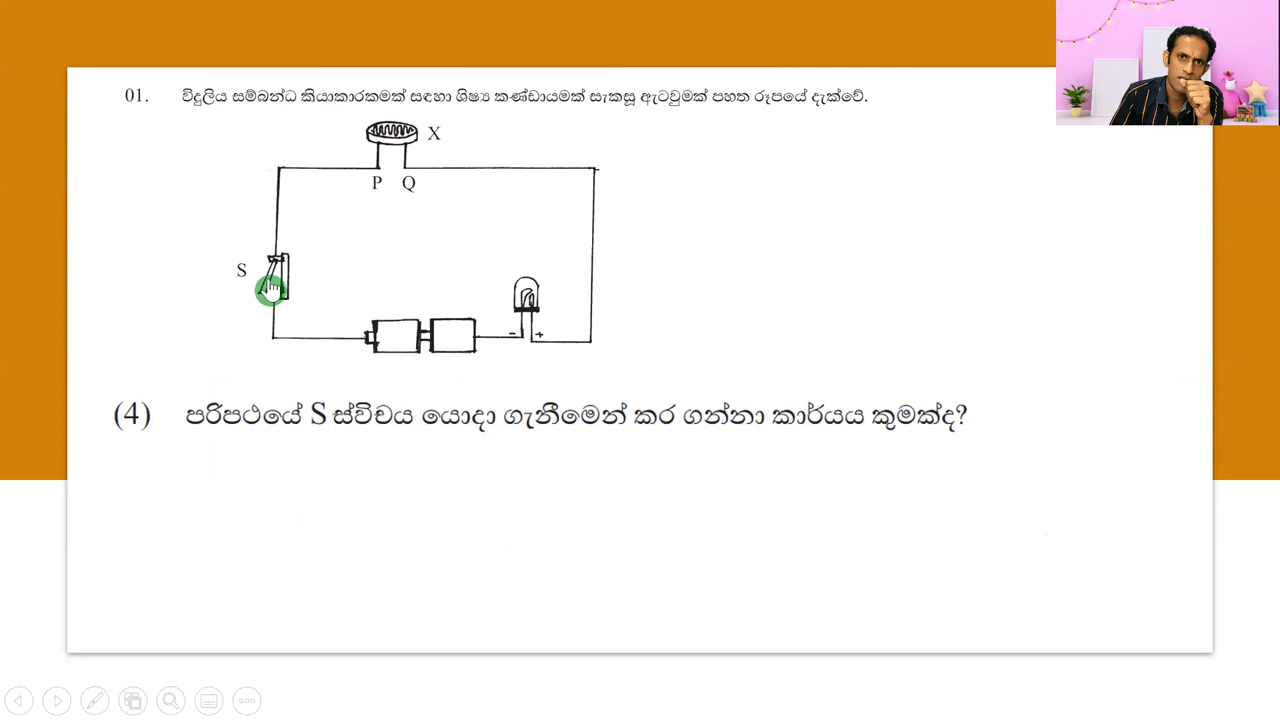 01. විදුලිය සම්බන්ධ ක්‍රියාකාරකමක් සඳහා ශිෂ්‍ය කණ්ඩායමක් සැකසූ ඇටවුමක් පහත රූපයේ දැක්වේ.
X
P Q
S
- +
(4) පරිපථයේ S ස්විචය යොදා ගැනීමෙන් කර ගන්නා කාර්යය කුමක්ද?